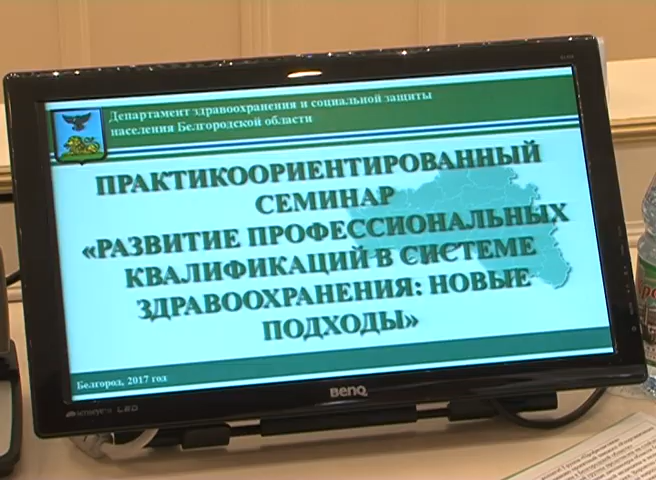 Департамент здравоохранения и социальной защиты
населения Белгородской области
ПРАКТИКООРИЕНТИРОВАННЫЙ
СЕМИНАР
«РАЗВИТИЕ ПРОФЕССИОНАЛЬНЫХ
КВАЛИФИКАЦИЙ В СИСТЕМЕ
ЗДРАВООХРАНЕНИЯ: НОВЫЕ
ПОДХОДЫ»
Белгород, 2017 год
BenQ
LED